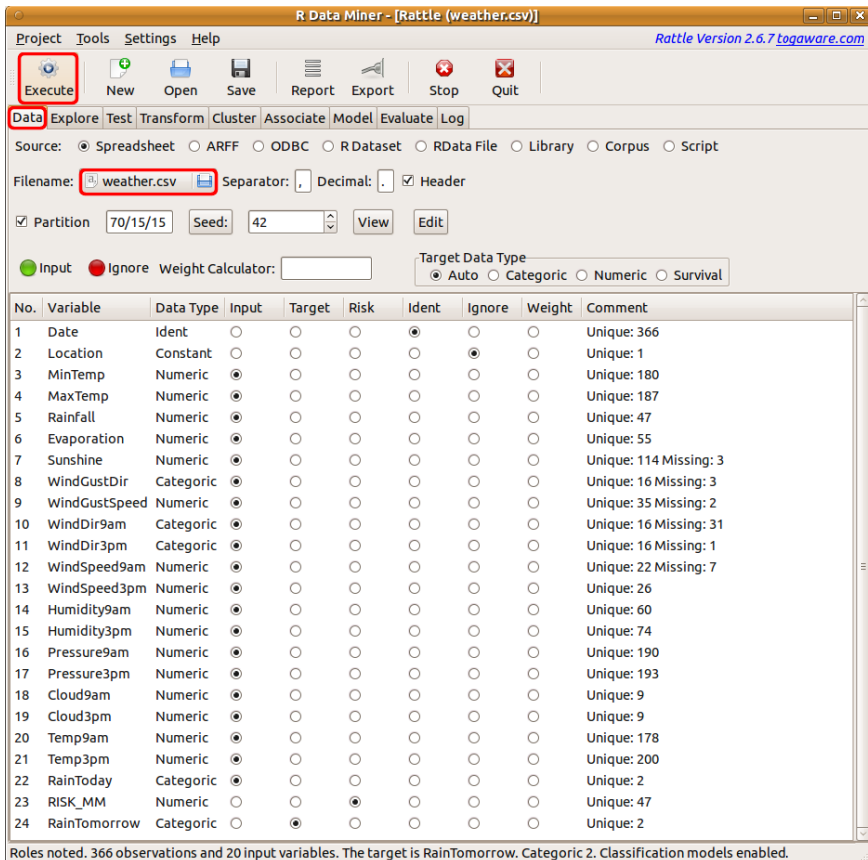 R Data Miner - [Rattle (weather.csv)]
Project Tools Settings Help Rattle Version 2.6.7 togaware.com
Execute New Open Save Report Export Stop Quit
Data Explore Test Transform Cluster Associate Model Evaluate Log
Source: Spreadsheet ARFF ODBC R Dataset RData File Library Corpus Script
Filename: weather.csv Separator: , Decimal: . Header
Partition 70/15/15 Seed: 42 View Edit
Target Data Type
Input Ignore Weight Calculator: Auto Categoric Numeric Survival
No. Variable Data Type Input Target Risk Ident Ignore Weight Comment
1 Date Ident Unique: 366
2 Location Constant Unique: 1
3 MinTemp Numeric Unique: 180
4 MaxTemp Numeric Unique: 187
5 Rainfall Numeric Unique: 47
6 Evaporation Numeric Unique: 55
7 Sunshine Numeric Unique: 114 Missing: 3
8 WindGustDir Categoric Unique: 16 Missing: 3
9 WindGustSpeed Numeric Unique: 35 Missing: 2
10 WindDir9am Categoric Unique: 16 Missing: 31
11 WindDir3pm Categoric Unique: 16 Missing: 1
12 WindSpeed9am Numeric Unique: 22 Missing: 7
13 WindSpeed3pm Numeric Unique: 26
14 Humidity9am Numeric Unique: 60
15 Humidity3pm Numeric Unique: 74
16 Pressure9am Numeric Unique: 190
17 Pressure3pm Numeric Unique: 193
18 Cloud9am Numeric Unique: 9
19 Cloud3pm Numeric Unique: 9
20 Temp9am Numeric Unique: 178
21 Temp3pm Numeric Unique: 200
22 RainToday Categoric Unique: 2
23 RISK_MM Numeric Unique: 47
24 RainTomorrow Categoric Unique: 2
Roles noted. 366 observations and 20 input variables. The target is RainTomorrow. Categoric 2. Classification models enabled.